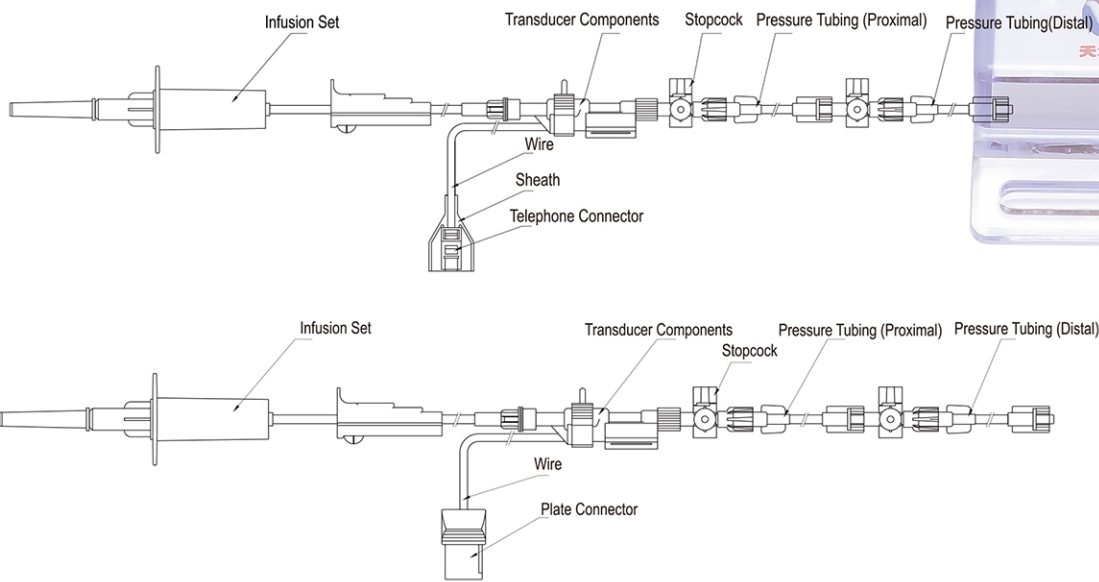 Infusion Set
Transducer Components
Stopcock
Pressure Tubing (Proximal)
Pressure Tubing(Distal)
Wire
Sheath
Telephone Connector
Infusion Set
Transducer Components
Pressure Tubing (Proximal)
Pressure Tubing (Distal)
Stopcock
Wire
Plate Connector